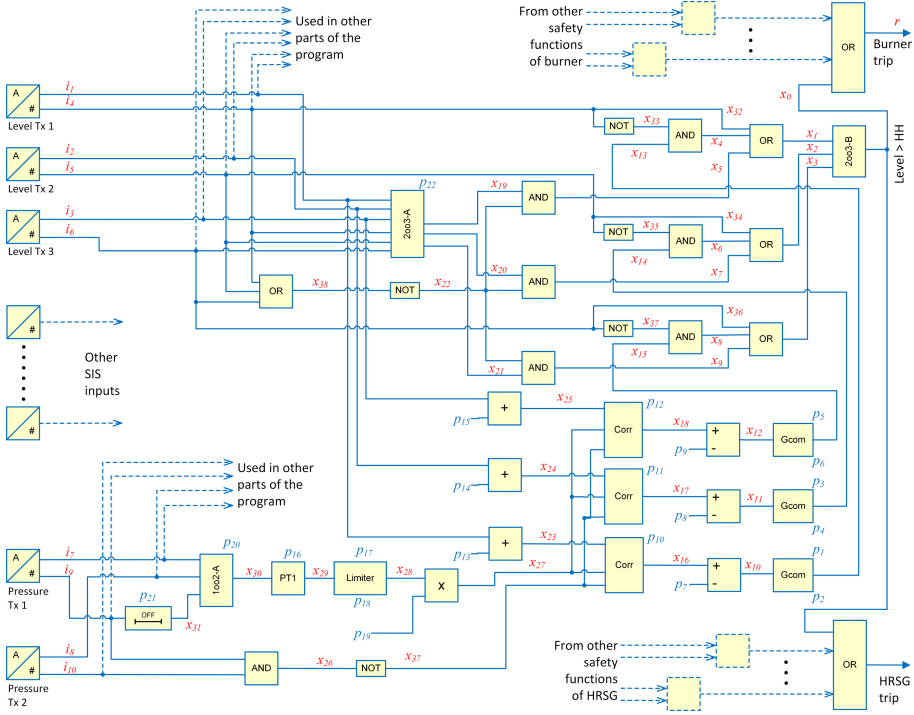 Used in other
parts of the
program
From other
safety
functions
of burner
OR
r
Burner
trip
x0
A
#
Level Tx 1
i1
i4
A
#
Level Tx 2
i2
i5
A
#
Level Tx 3
i3
i6
#
Other
SIS
inputs
#
p22
2oo3-A
OR
x38
NOT
x22
x19
AND
x20
AND
x21
AND
NOT
x33
x13
AND
x32
x4
x5
OR
x1
x2
x3
2oo3-B
Level > HH
NOT
x35
x14
AND
x34
x6
x7
OR
NOT
x37
x15
AND
x36
x8
x9
OR
p15
+
x25
p12
Corr
x18
p9
+
-
x12
p5
Gcom
p6
p14
+
x24
p11
Corr
x17
p8
+
-
x11
p3
Gcom
p4
p13
+
x23
x27
p10
Corr
x16
p7
+
-
x10
p1
Gcom
p2
Used in other
parts of the
program
A
#
Pressure
Tx 1
i7
i9
p21
OFF
x31
p20
1oo2-A
x30
p16
PT1
x29
p17
Limiter
p18
x28
X
p19
A
#
Pressure
Tx 2
i8
i10
AND
x26
NOT
x37
From other
safety
functions
of HRSG
OR
HRSG
trip